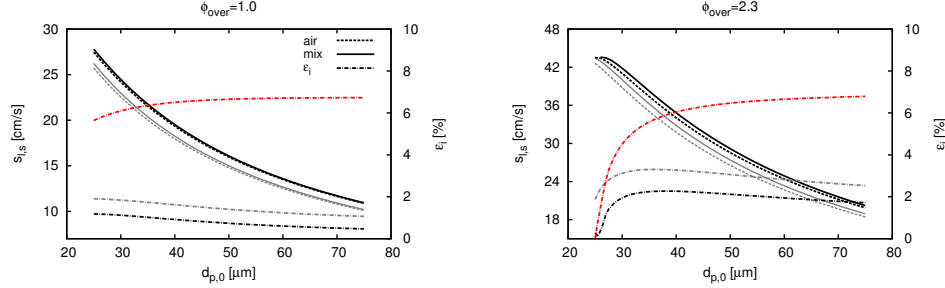 ϕover=1.0
30
25
20
15
10
s_i,s [cm/s]
10
8
6
4
2
0
ε_i [%]
air
mix
ε_i
20 30 40 50 60 70 80
d_p,0 [μm]
ϕover=2.3
48
42
36
30
24
18
s_i,s [cm/s]
10
8
6
4
2
0
ε_i [%]
20 30 40 50 60 70 80
d_p,0 [μm]